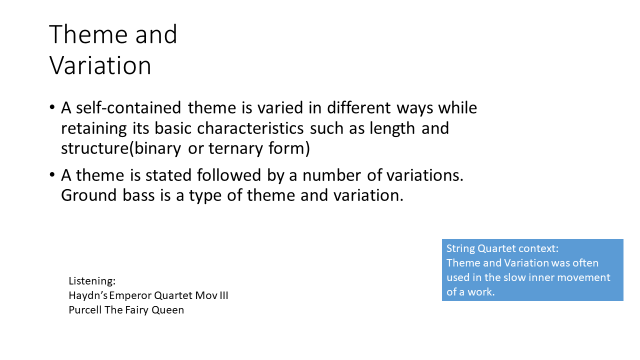 Theme and
Variation
• A self-contained theme is varied in different ways while
retaining its basic characteristics such as length and
structure(binary or ternary form)
• A theme is stated followed by a number of variations.
Ground bass is a type of theme and variation.
String Quartet context:
Theme and Variation was often
used in the slow inner movement
of a work.
Listening:
Haydn's Emperor Quartet Mov III
Purcell The Fairy Queen